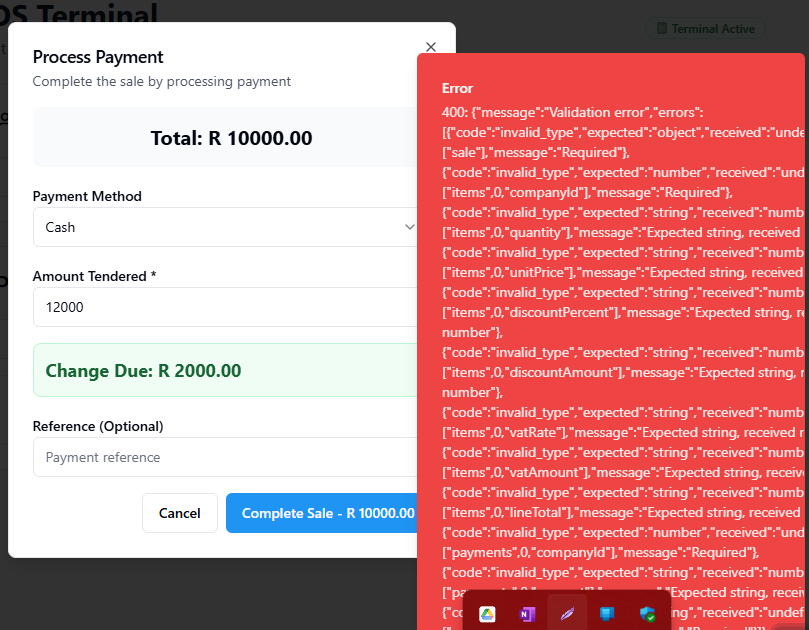 OS Terminal
Terminal Active
Process Payment
Complete the sale by processing payment
Total: R 10000.00
Payment Method
Cash
Amount Tendered *
12000
Change Due: R 2000.00
Reference (Optional)
Payment reference
Cancel
Complete Sale - R 10000.00
Error
400: {"message":"Validation error","errors":
[{"code":"invalid_type","expected":"object","received":"unde
["sale"],"message":"Required"},
{"code":"invalid_type","expected":"number","received":"und
["items",0,"companyId"],"message":"Required"},
{"code":"invalid_type","expected":"string","received":"numb
["items",0,"quantity"],"message":"Expected string, received
{"code":"invalid_type","expected":"string","received":"numb
["items",0,"unitPrice"],"message":"Expected string, received
{"code":"invalid_type","expected":"string","received":"numb
["items",0,"discountPercent"],"message":"Expected string, re
number"},
{"code":"invalid_type","expected":"string","received":"numb
["items",0,"discountAmount"],"message":"Expected string, r
number"},
{"code":"invalid_type","expected":"string","received":"numb
["items",0,"vatRate"],"message":"Expected string, received n
{"code":"invalid_type","expected":"string","received":"numb
["items",0,"vatAmount"],"message":"Expected string, receive
{"code":"invalid_type","expected":"string","received":"numb
["items",0,"lineTotal"],"message":"Expected string, received
{"code":"invalid_type","expected":"number","received":"und
["payments",0,"companyId"],"message":"Required"},
{"code":"invalid_type","expected":"string","received":"numb
"Expected string, receive
"received":"undef